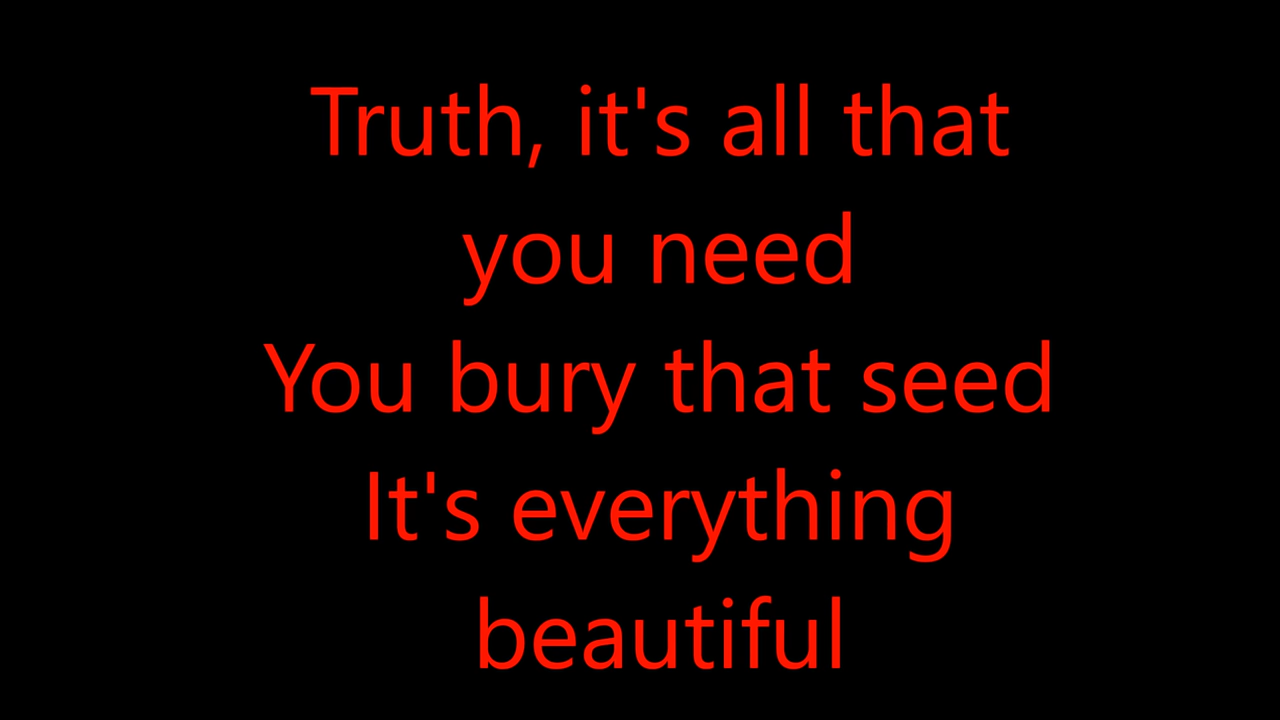 Truth, it's all that
you need
You bury that seed
It's everything
beautiful